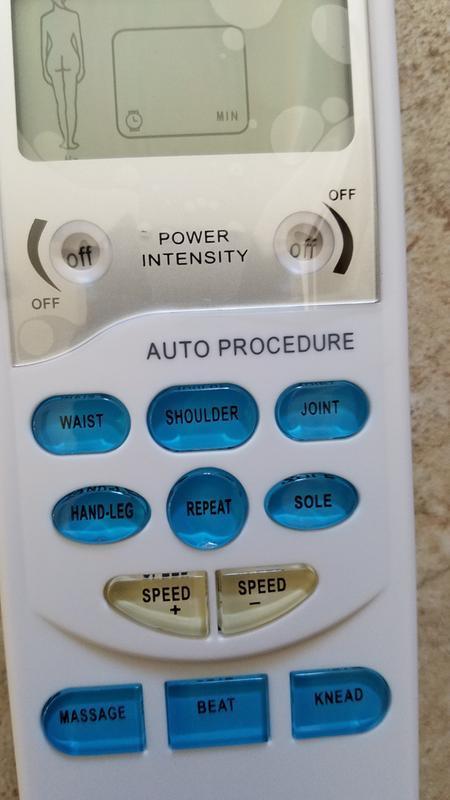 MIN
OFF
off
POWER
INTENSITY
off
OFF
AUTO PROCEDURE
WAIST
SHOULDER
JOINT
HAND-LEG
REPEAT
SOLE
SPEED
+
SPEED
−
MASSAGE
BEAT
KNEAD